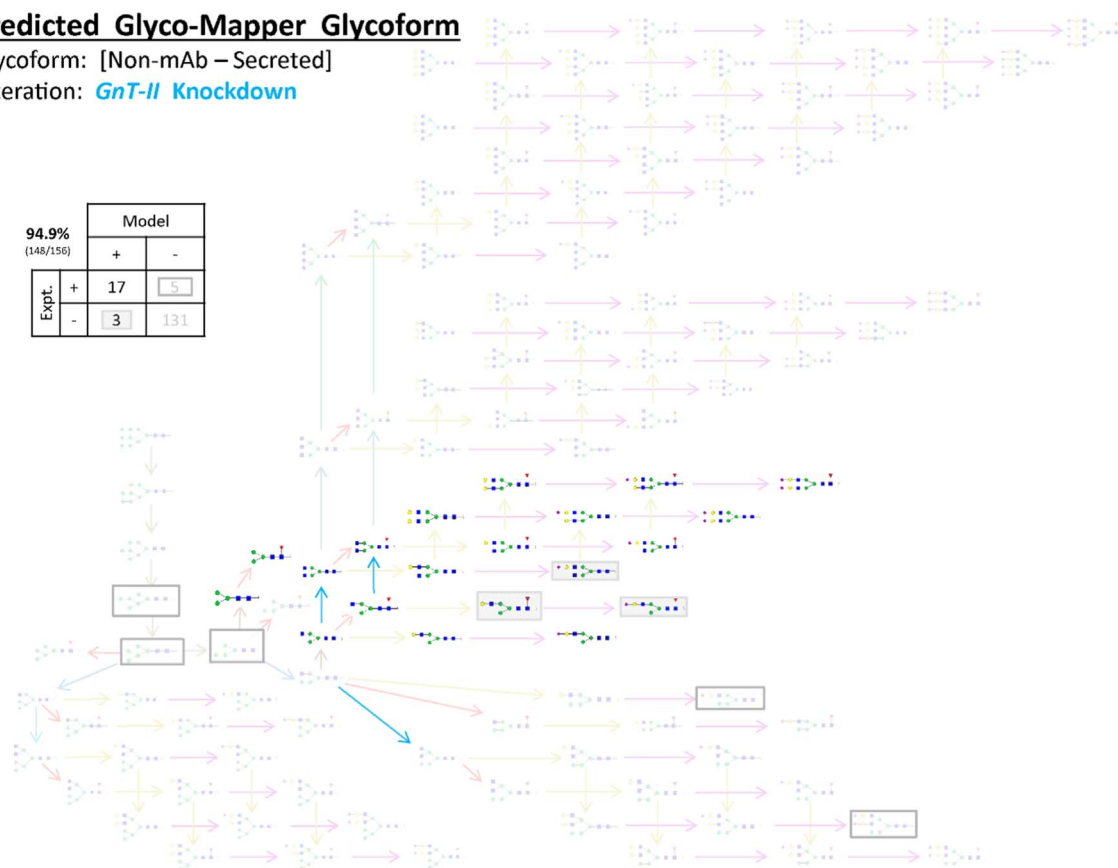 edicted Glyco-Mapper Glycoform
ycoform: [Non-mAb – Secreted]
teration: GnT-II Knockdown
94.9%
(148/156)
Model
+ -
Expt.
+ 17 5
- 3 131